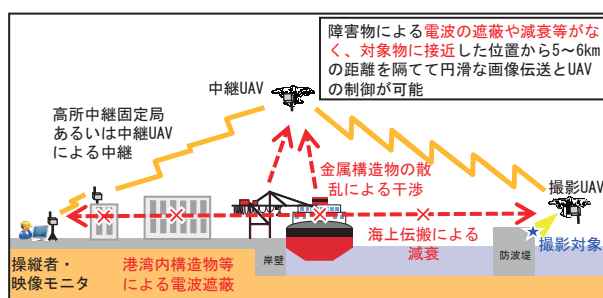 障害物による電波の遮蔽や減衰等がな
く、対象物に接近した位置から5～6km
の距離を隔てて円滑な画像伝送とUAV
の制御が可能
中継UAV
高所中継固定局
あるいは中継UAV
による中継
金属構造物の散
乱による干渉
撮影UAV
海上伝搬による
減衰
撮影対象
岸壁
防波堤
操縦者・
映像モニタ
港湾内構造物等
による電波遮蔽